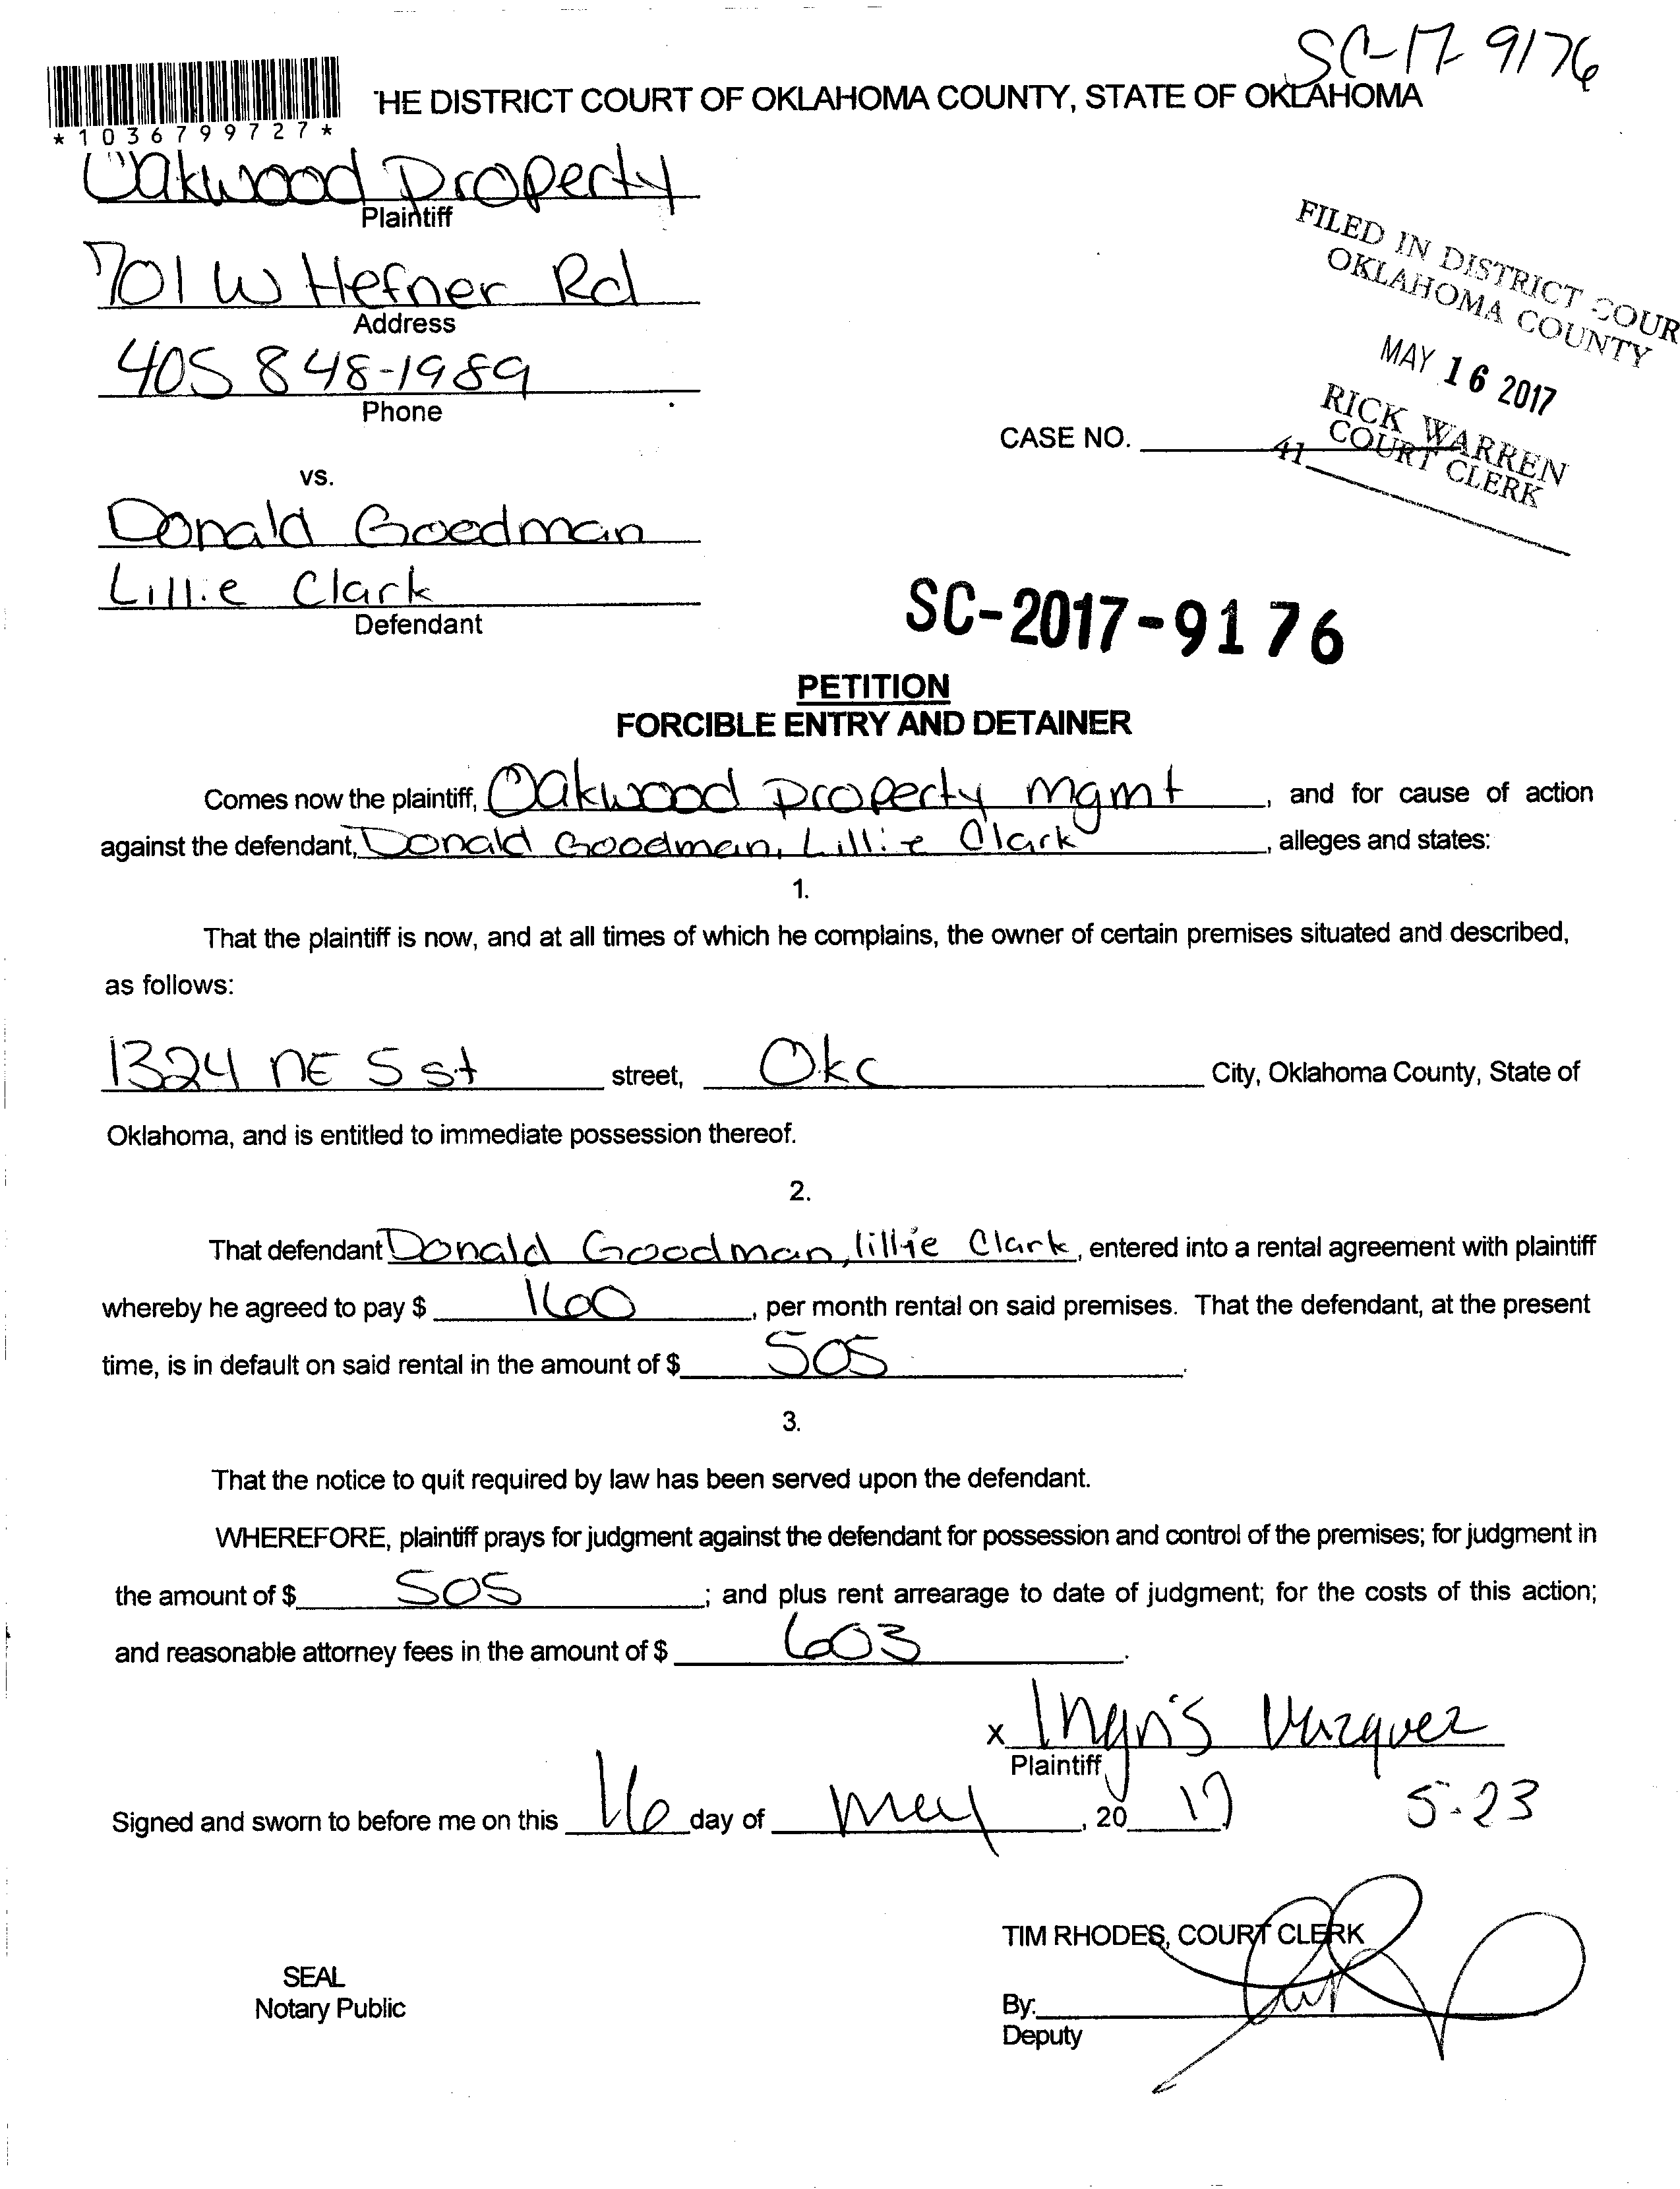 SC-17-9176
*1036799727*
'HE DISTRICT COURT OF OKLAHOMA COUNTY, STATE OF OKLAHOMA
Oakwood Property
Plaintiff
701 W Hefner Rd
Address
405 848-1989
Phone
FILED IN DISTRICT COUR
OKLAHOMA COUNTY
MAY 16 2017
RICK WARREN
COURT CLERK
41
CASE NO.
vs.
Donald Goodman
Lillie Clark
Defendant
SC-2017-9176
PETITION
FORCIBLE ENTRY AND DETAINER
Comes now the plaintiff, Oakwood Property Mgmt, and for cause of action
against the defendant, Donald Goodman, Lillie Clark, alleges and states:
1.
That the plaintiff is now, and at all times of which he complains, the owner of certain premises situated and described,
as follows:
1324 NE 5 st street, Okc City, Oklahoma County, State of
Oklahoma, and is entitled to immediate possession thereof.
2.
That defendant Donald Goodman, lillie Clark, entered into a rental agreement with plaintiff
whereby he agreed to pay $ 160, per month rental on said premises. That the defendant, at the present
time, is in default on said rental in the amount of $ 505.
3.
That the notice to quit required by law has been served upon the defendant.
WHEREFORE, plaintiff prays for judgment against the defendant for possession and control of the premises; for judgment in
the amount of $ 505; and plus rent arrearage to date of judgment; for the costs of this action;
and reasonable attorney fees in the amount of $ 603.
x Ingris Vazquez
Plaintiff
Signed and sworn to before me on this 16 day of May, 20 17
5-23
TIM RHODES, COURT CLERK
SEAL
Notary Public
By:
Deputy